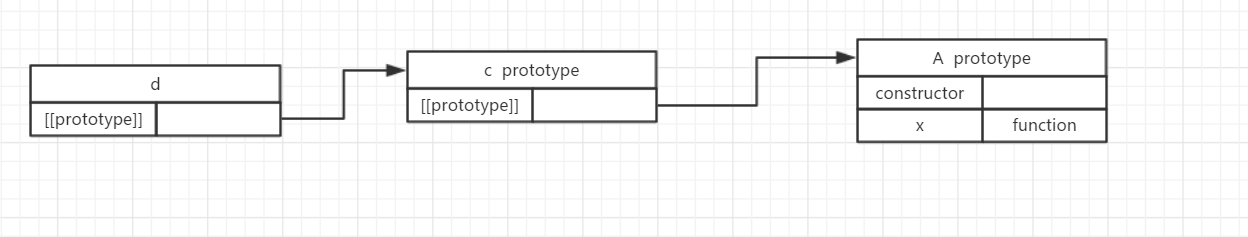 d
[[prototype]]
c prototype
[[prototype]]
A prototype
constructor
x function